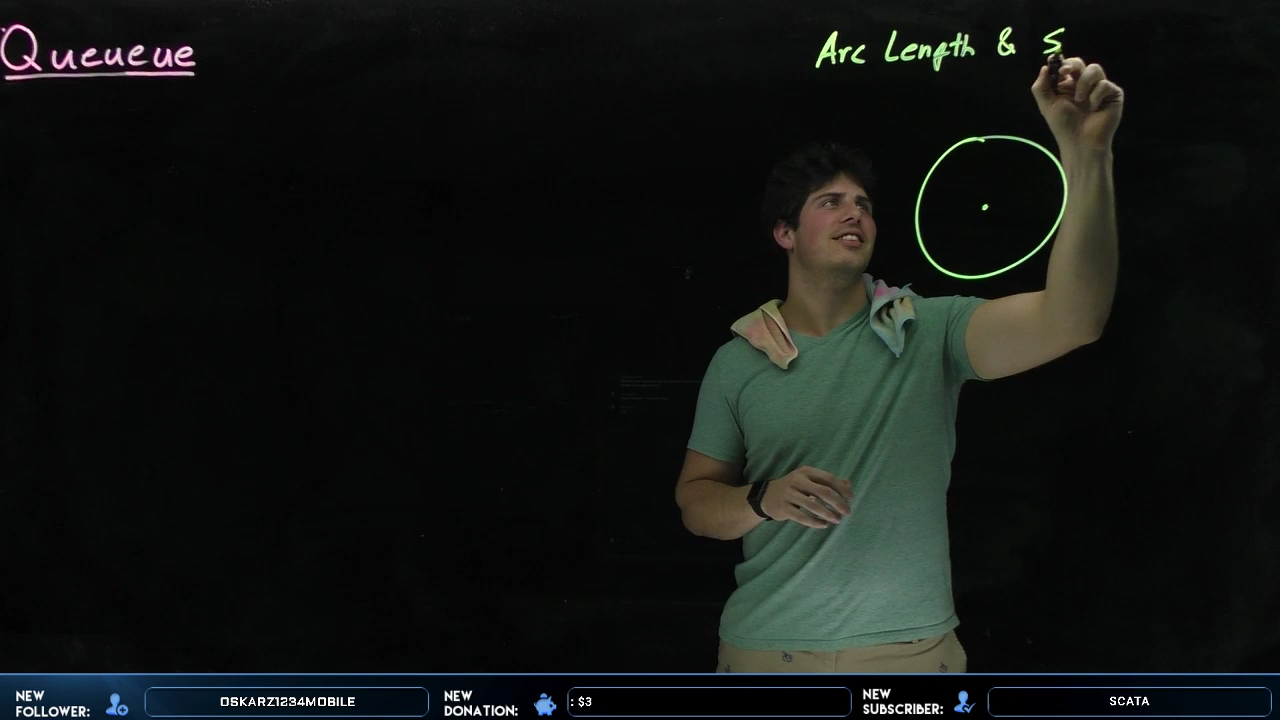 Queueue
Arc Length & S
NEW FOLLOWER:
OSKARZ1234MOBILE
NEW DONATION:
: $3
NEW SUBSCRIBER:
SCATA